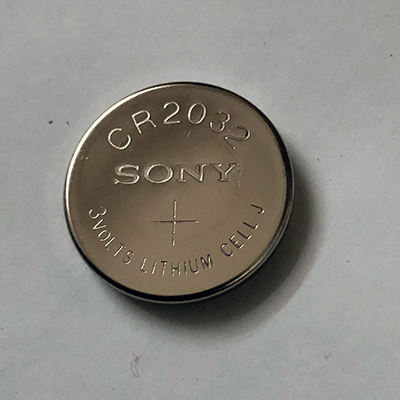 CR2032
SONY
+
3VOLTS LITHIUM CELL J